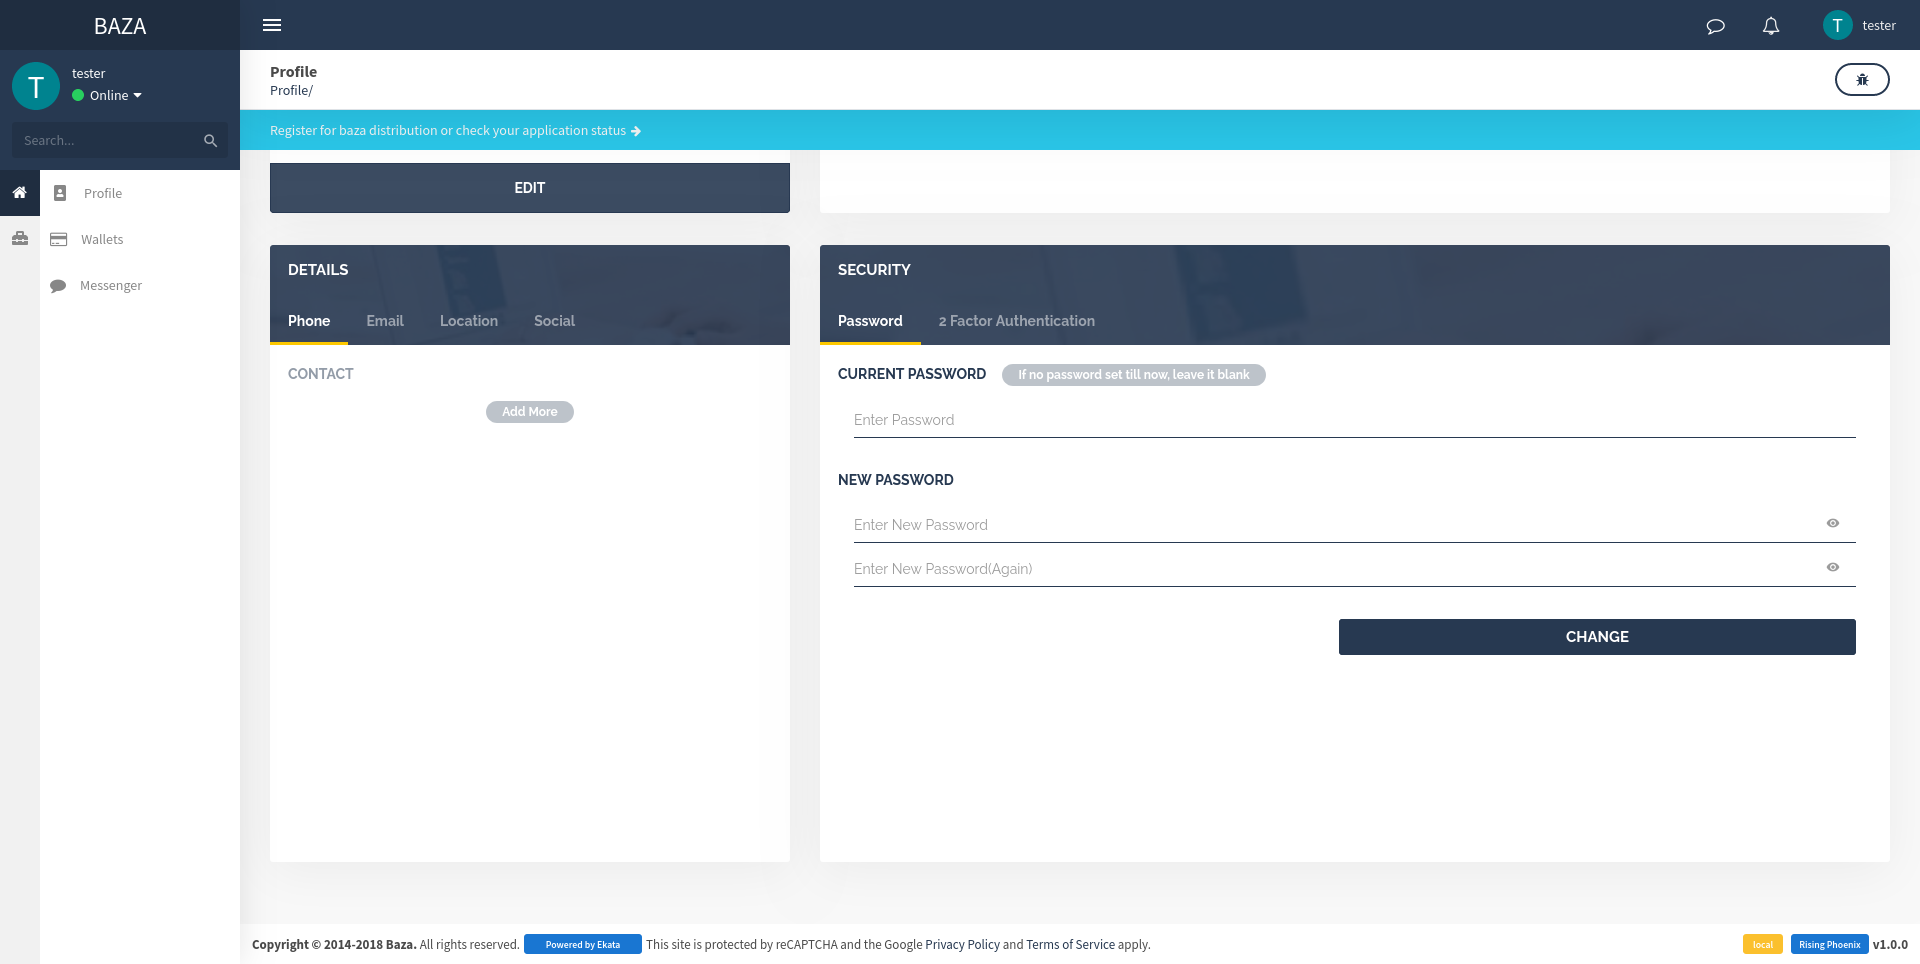 BAZA
T tester
T tester
Online
Search...
Profile
Wallets
Messenger
Profile
Profile/
Register for baza distribution or check your application status
EDIT
DETAILS
Phone Email Location Social
CONTACT
Add More
SECURITY
Password 2 Factor Authentication
CURRENT PASSWORD If no password set till now, leave it blank
Enter Password
NEW PASSWORD
Enter New Password
Enter New Password(Again)
CHANGE
Copyright © 2014-2018 Baza. All rights reserved. Powered by Ekata This site is protected by reCAPTCHA and the Google Privacy Policy and Terms of Service apply. local Rising Phoenix v1.0.0